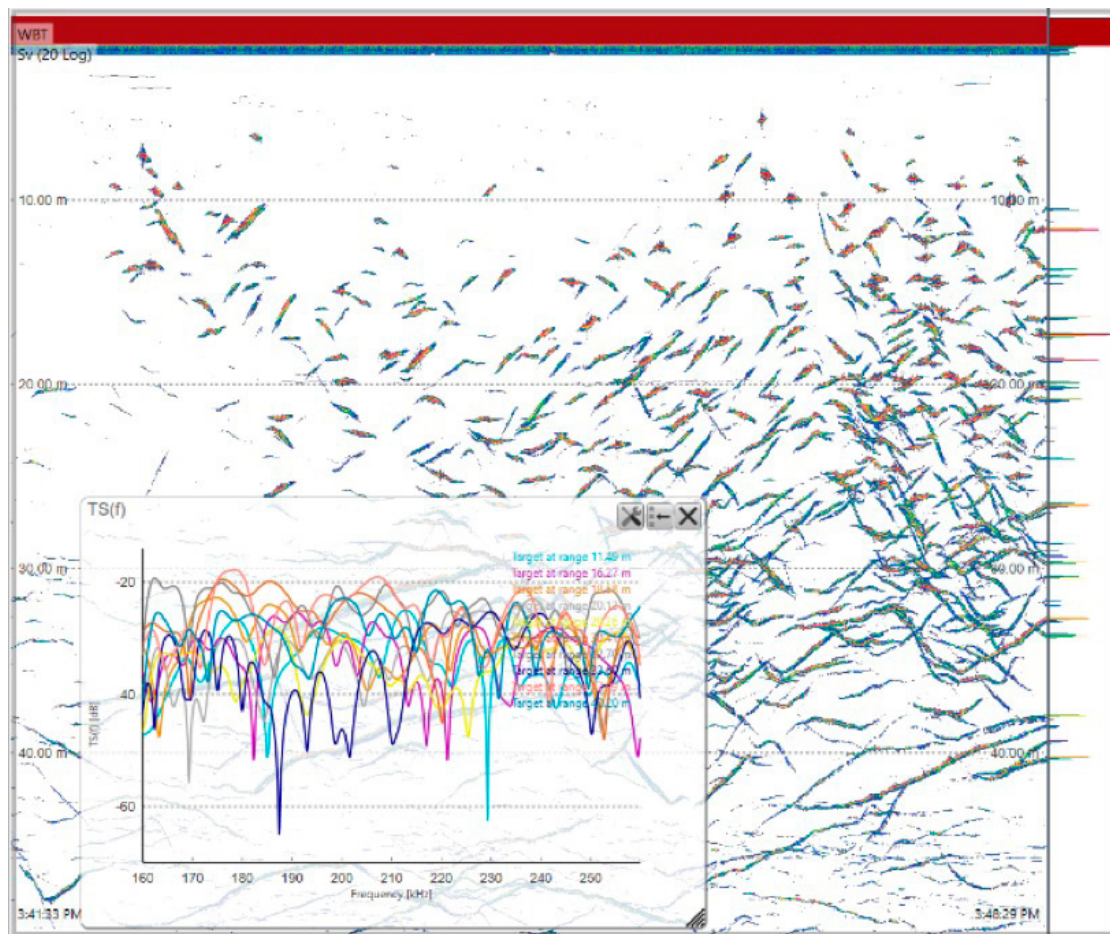 WBT
Sv (20 Log)
10.00 m
10.00 m
20.00 m
20.00 m
TS(f)
Target at range 11.49 m
Target at range 16.27 m
30.00 m
-20
-40
TS(f) [dB]
40.00 m
40.00 m
-60
160 170 180 190 200 210 220 230 240 250
Frequency [kHz]
3:41:33 PM
3:48:29 PM